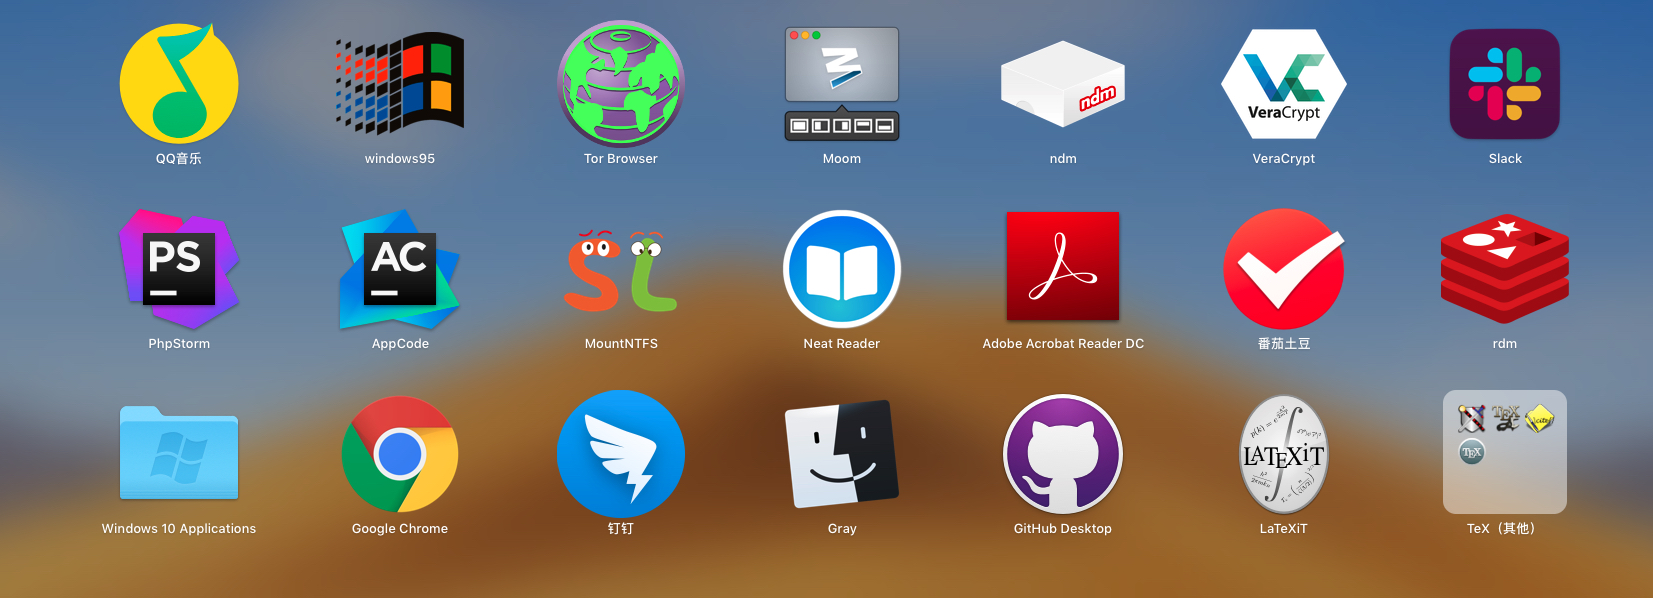 ndm
VeraCrypt
QQ音乐
windows95
Tor Browser
Moom
ndm
VeraCrypt
Slack
PS
AC
PhpStorm
AppCode
MountNTFS
Neat Reader
Adobe Acrobat Reader DC
番茄土豆
rdm
LATEXiT
TEX
Windows 10 Applications
Google Chrome
钉钉
Gray
GitHub Desktop
LaTeXiT
TeX（其他）